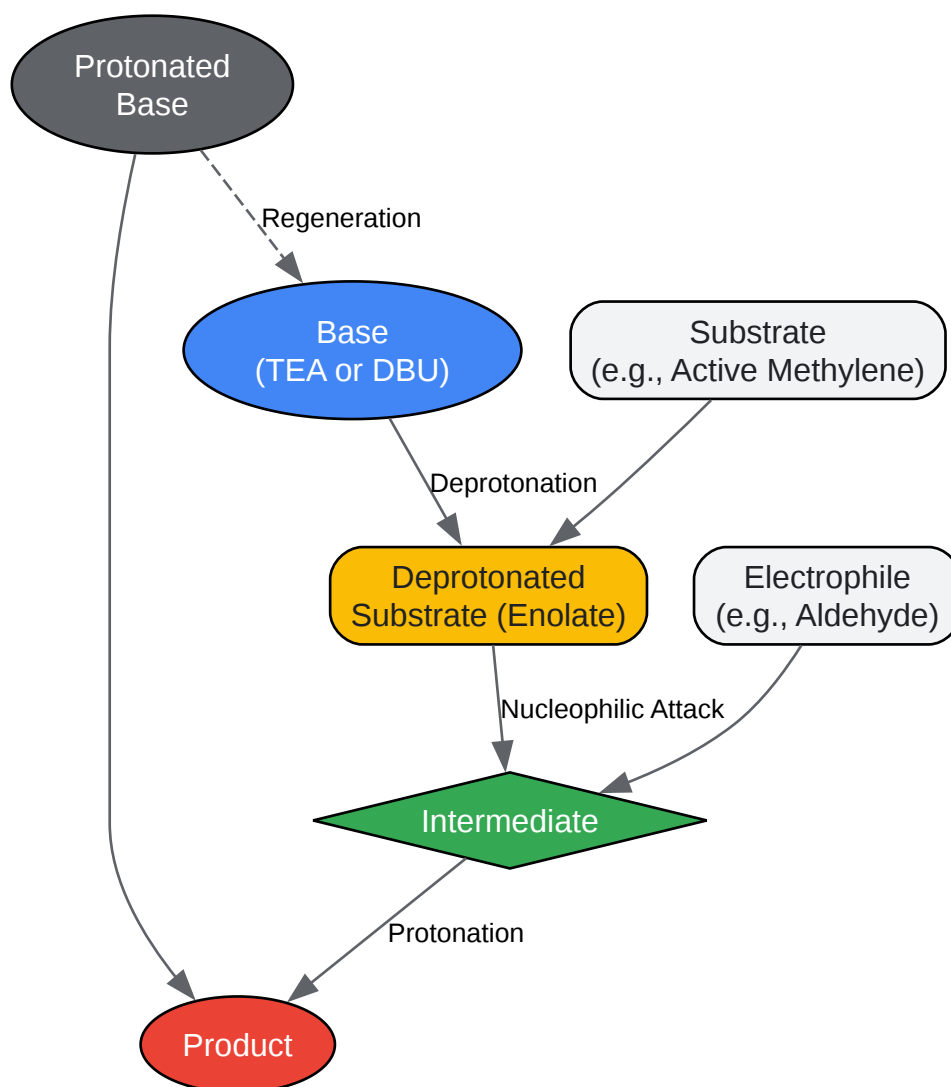 Protonated
Base
Regeneration
Base
(TEA or DBU)
Substrate
(e.g., Active Methylene)
Deprotonation
Deprotonated
Substrate (Enolate)
Electrophile
(e.g., Aldehyde)
Nucleophilic Attack
Intermediate
Protonation
Product